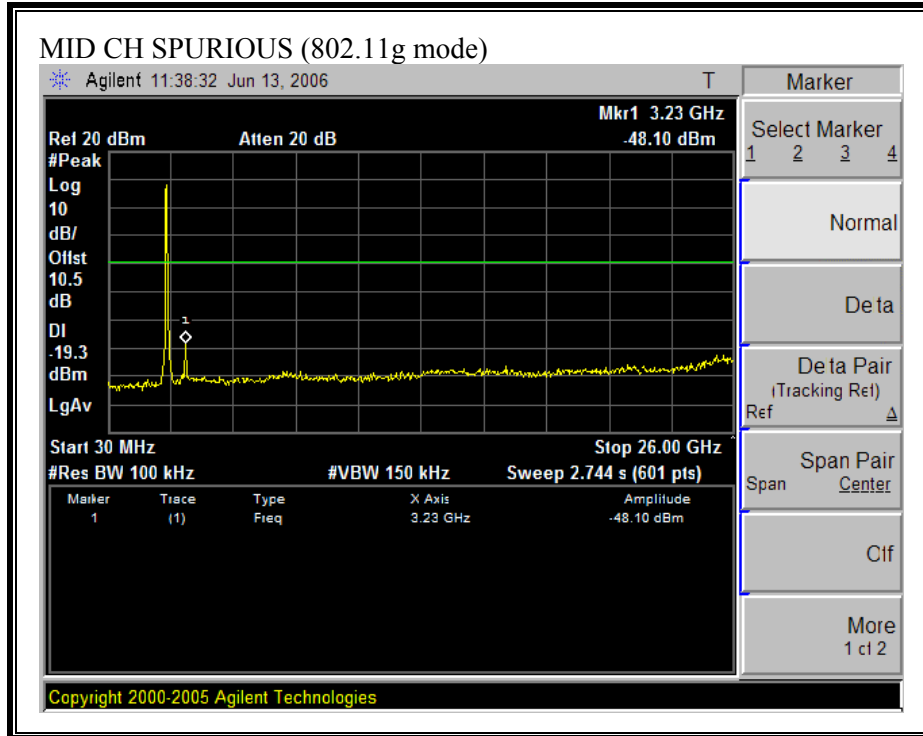 MID CH SPURIOUS (802.11g mode)
Agilent 11:38:32 Jun 13, 2006 T
Mkr1 3.23 GHz
Ref 20 dBm Atten 20 dB -48.10 dBm
#Peak
Log
10
dB/
Offst
10.5
dB
DI
-19.3
dBm
LgAv
1
Start 30 MHz Stop 26.00 GHz
#Res BW 100 kHz #VBW 150 kHz Sweep 2.744 s (601 pts)
Marker Trace Type X Axis Amplitude
1 (1) Freq 3.23 GHz -48.10 dBm
Copyright 2000-2005 Agilent Technologies
Marker
Select Marker
1 2 3 4
Normal
Delta
Delta Pair
(Tracking Ref)
Ref Δ
Span Pair
Span Center
Off
More
1 of 2